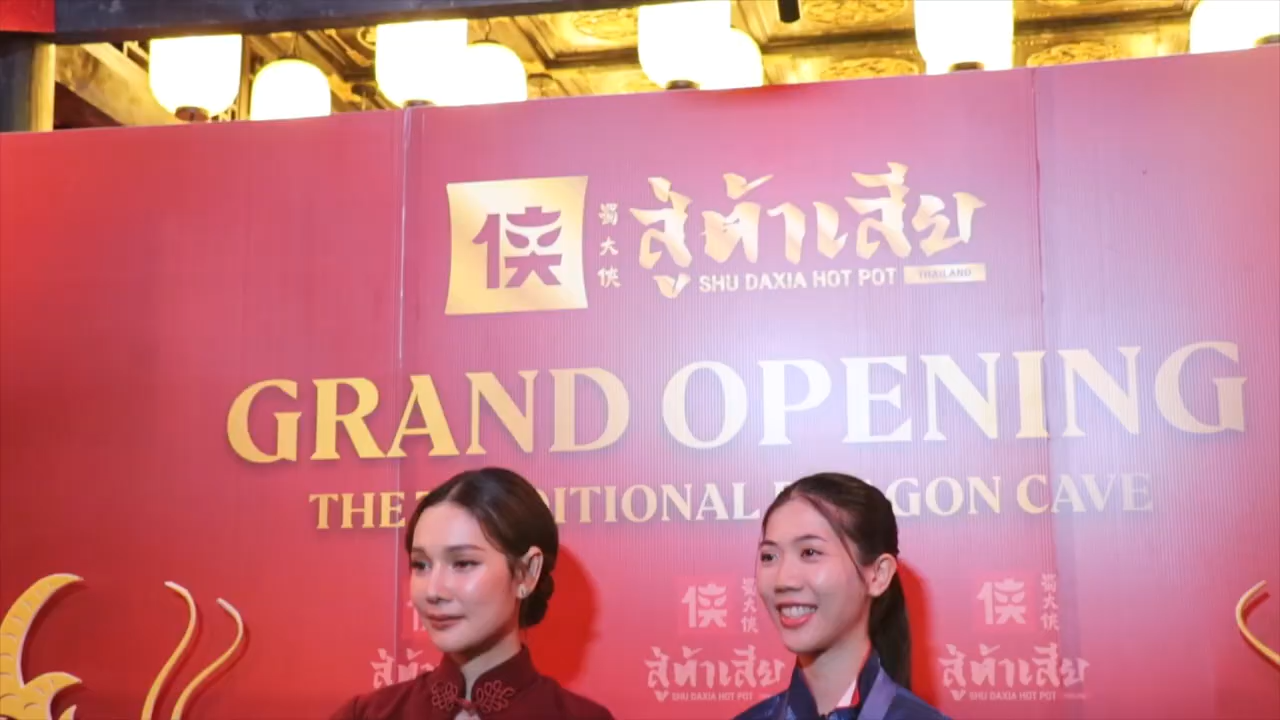 侠
蜀大侠
สู่ต้าเสีย
SHU DAXIA HOT POT THAILAND
GRAND OPENING
THE TRADITIONAL DRAGON CAVE
侠 蜀大侠
สู่ต้าเสีย
SHU DAXIA HOT POT
侠 蜀大侠
สู่ต้าเสีย
SHU DAXIA HOT POT